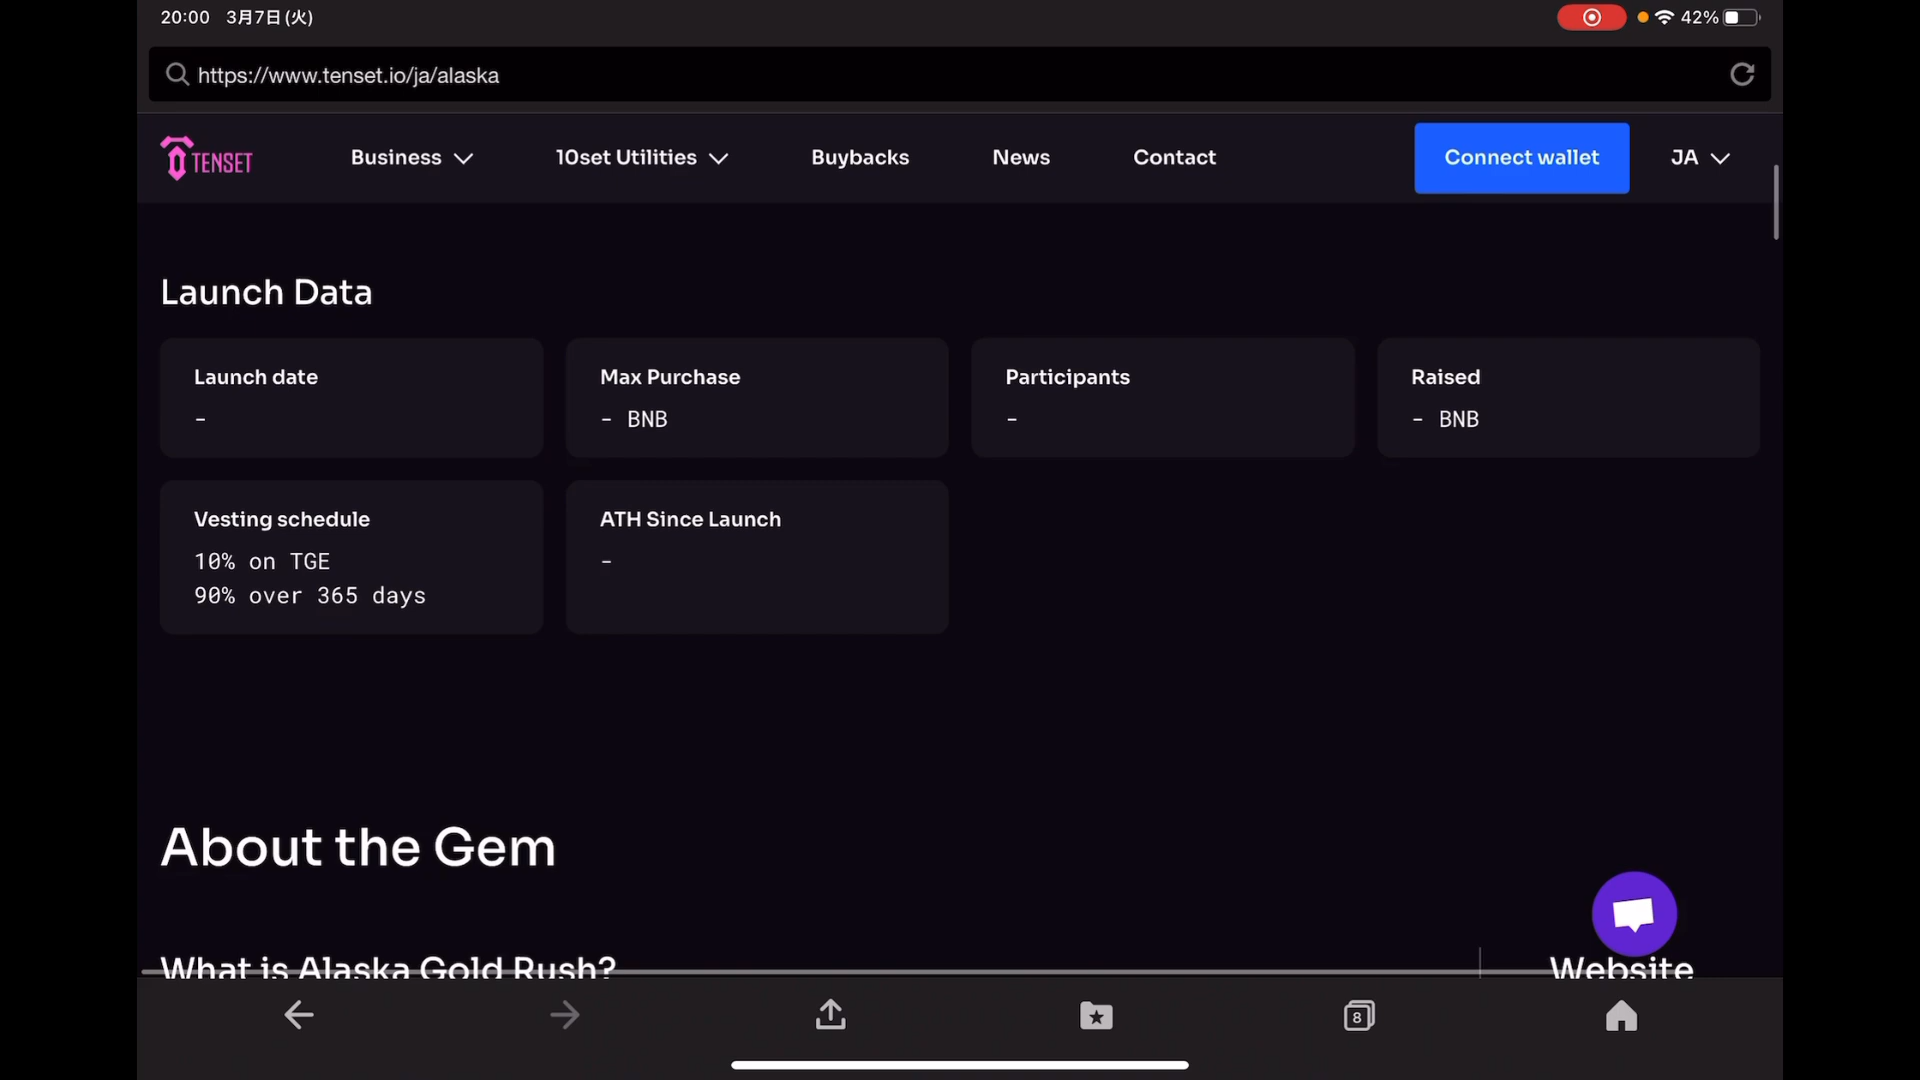 20:00 3月7日(火)
42%
https://www.tenset.io/ja/alaska
TENSET
Business
10set Utilities
Buybacks
News
Contact
Connect wallet
JA
Launch Data
Launch date
-
Max Purchase
- BNB
Participants
-
Raised
- BNB
Vesting schedule
10% on TGE
90% over 365 days
ATH Since Launch
-
About the Gem
What is Alaska Gold Rush?
Website
8